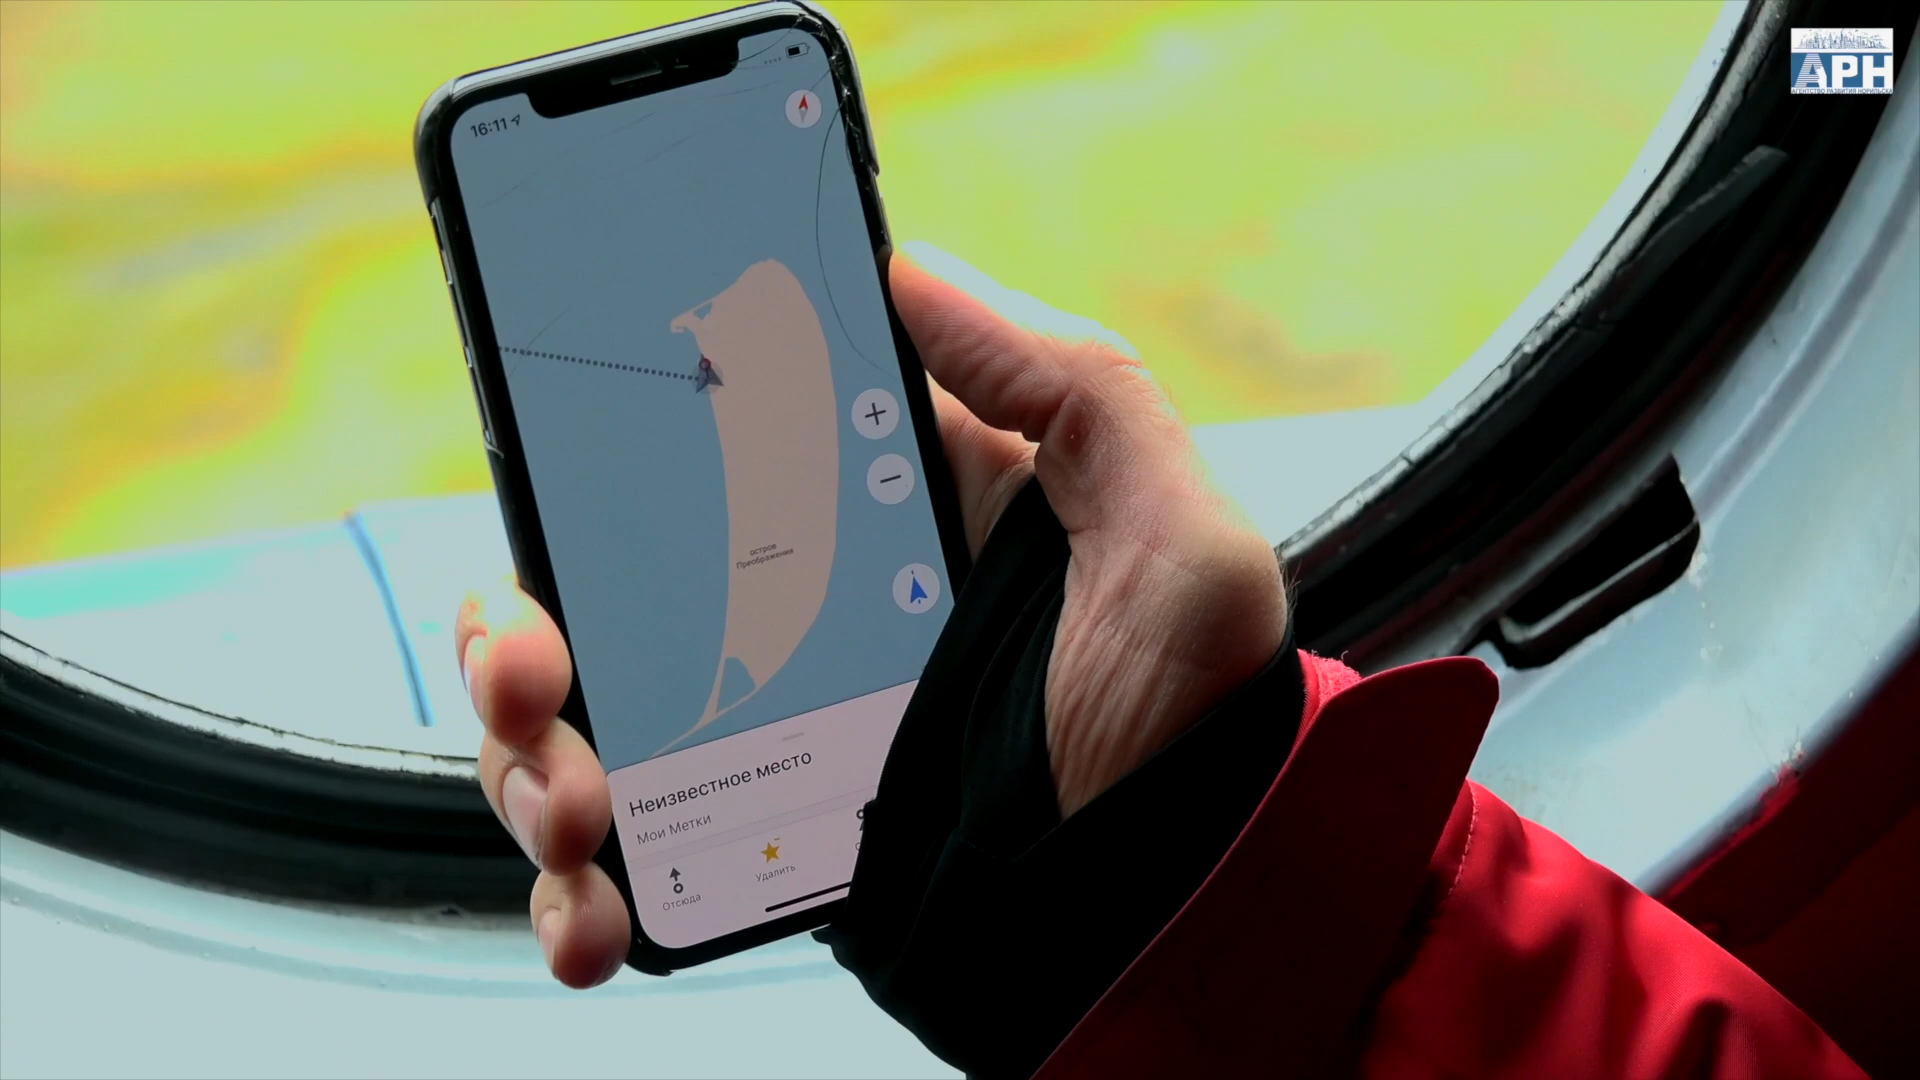 16:11
остров
Преображения
Неизвестное место
Мои Метки
Отсюда
Удалить
АРН
АГЕНТСТВО РАЗВИТИЯ НОРИЛЬСКА